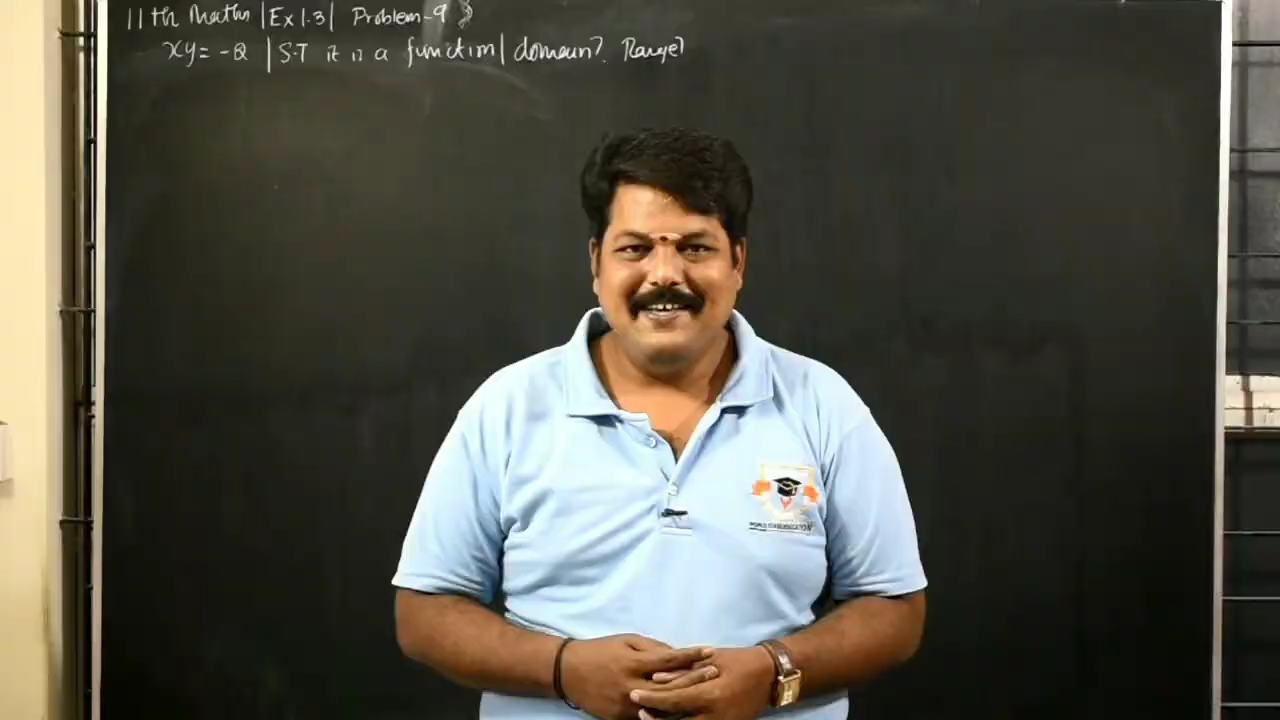 11th Maths |Ex 1.3| Problem-9
xy = -2 | S.T it is a function | domain? Range?